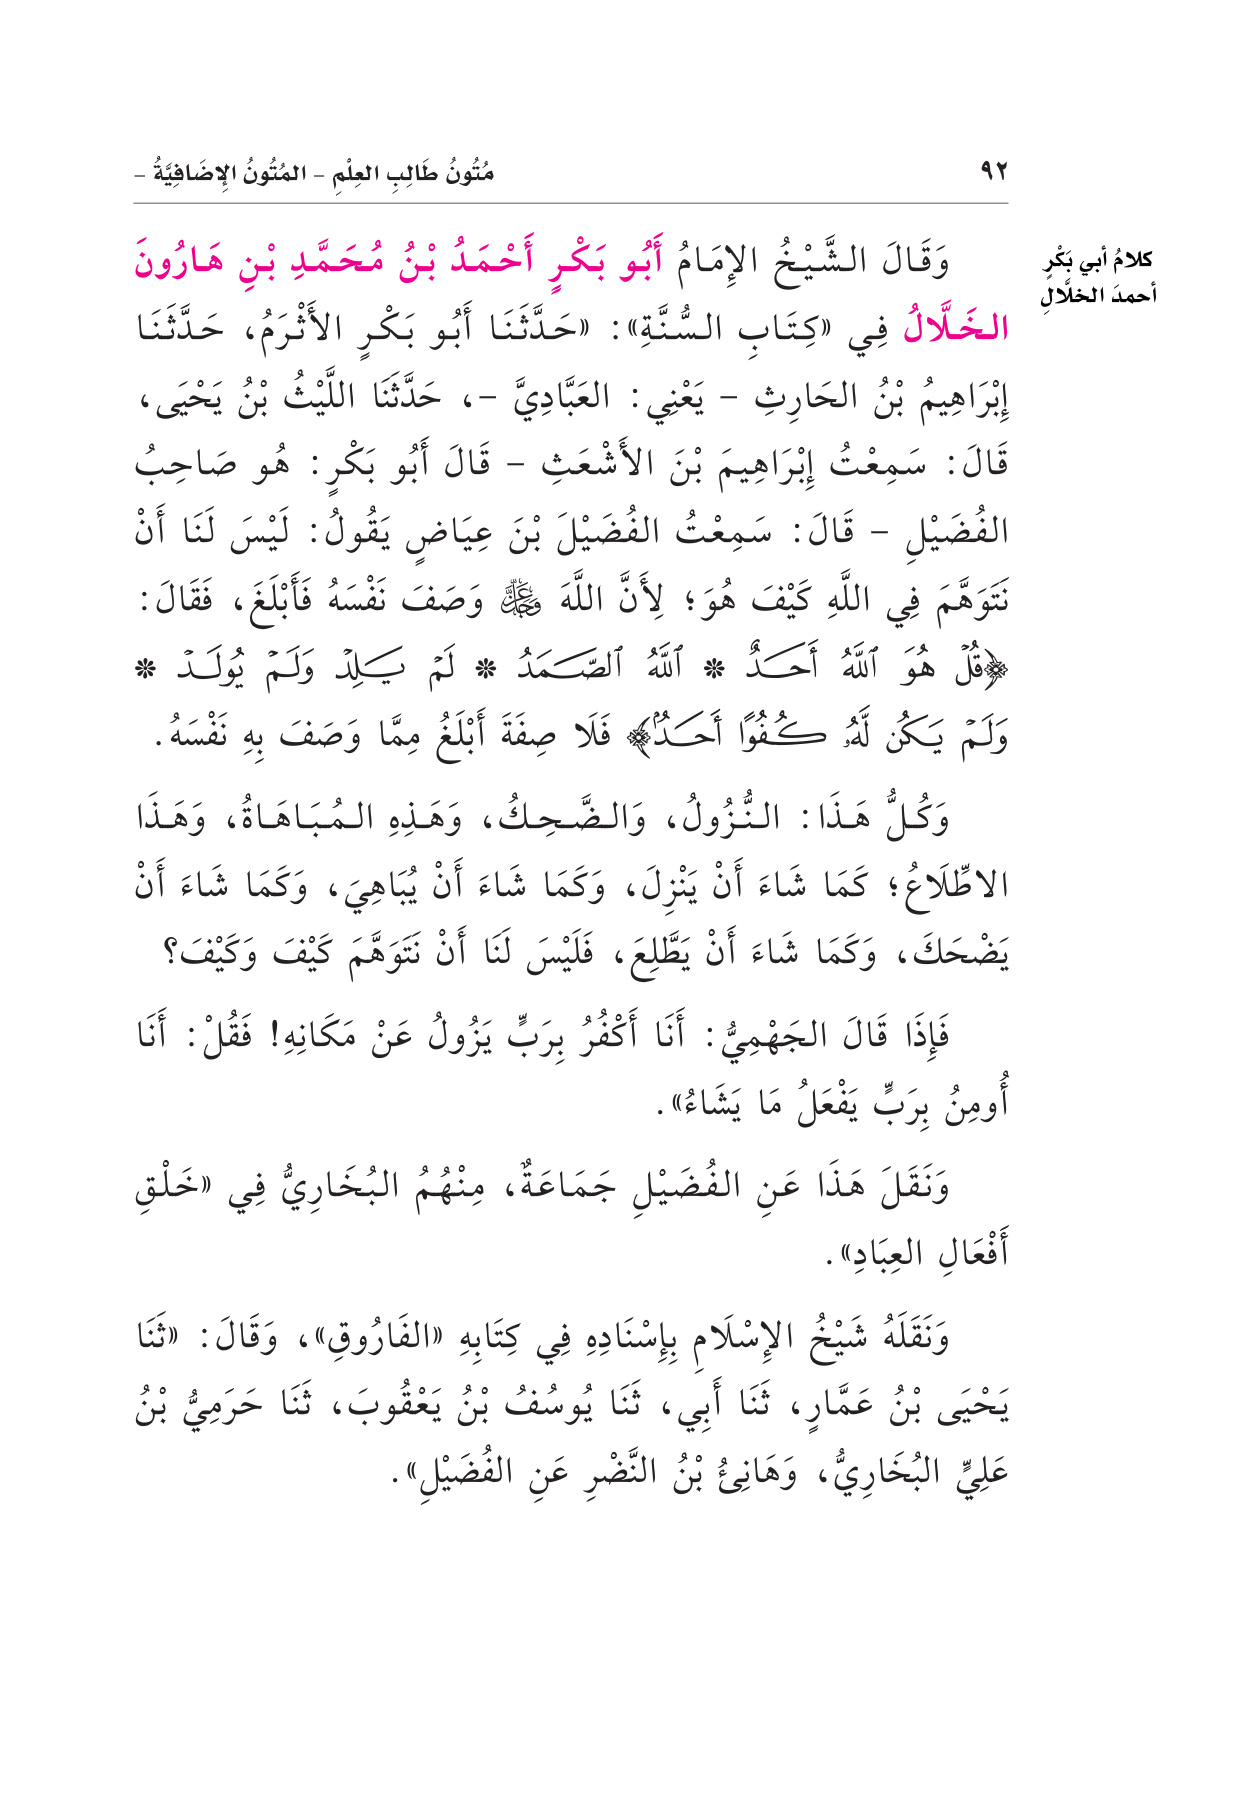 ٩٢
مُتُونُ طَالِبِ العِلْمِ – المُتُونُ الإِضَافِيَّةُ –
كلامُ أبي بَكْرٍ
أحمدَ الخلَّالِ
وَقَالَ الشَّيْخُ الإِمَامُ أَبُو بَكْرٍ أَحْمَدُ بْنُ مُحَمَّدِ بْنِ هَارُونَ
الخَلَّالُ فِي «كِتَابِ السُّنَّةِ»: «حَدَّثَنَا أَبُو بَكْرٍ الأَثْرَمُ، حَدَّثَنَا
إِبْرَاهِيمُ بْنُ الحَارِثِ – يَعْنِي: العَبَّادِيَّ –، حَدَّثَنَا اللَّيْثُ بْنُ يَحْيَى،
قَالَ: سَمِعْتُ إِبْرَاهِيمَ بْنَ الأَشْعَثِ – قَالَ أَبُو بَكْرٍ: هُو صَاحِبُ
الفُضَيْلِ – قَالَ: سَمِعْتُ الفُضَيْلَ بْنَ عِيَاضٍ يَقُولُ: لَيْسَ لَنَا أَنْ
نَتَوَهَّمَ فِي اللَّهِ كَيْفَ هُوَ؛ لِأَنَّ اللَّهَ عَزَّ وَجَلَّ وَصَفَ نَفْسَهُ فَأَبْلَغَ، فَقَالَ:
﴿قُلۡ هُوَ ٱللَّهُ أَحَدٌ * ٱللَّهُ ٱلصَّمَدُ * لَمۡ يَلِدۡ وَلَمۡ يُولَدۡ *
وَلَمۡ يَكُن لَّهُۥ كُفُوًا أَحَدُۢ﴾ فَلَا صِفَةَ أَبْلَغُ مِمَّا وَصَفَ بِهِ نَفْسَهُ.
وَكُلُّ هَذَا: النُّزُولُ، وَالضَّحِكُ، وَهَذِهِ المُبَاهَاةُ، وَهَذَا
الاطِّلَاعُ؛ كَمَا شَاءَ أَنْ يَنْزِلَ، وَكَمَا شَاءَ أَنْ يُبَاهِيَ، وَكَمَا شَاءَ أَنْ
يَضْحَكَ، وَكَمَا شَاءَ أَنْ يَطَّلِعَ، فَلَيْسَ لَنَا أَنْ نَتَوَهَّمَ كَيْفَ وَكَيْفَ؟
فَإِذَا قَالَ الجَهْمِيُّ: أَنَا أَكْفُرُ بِرَبٍّ يَزُولُ عَنْ مَكَانِهِ! فَقُلْ: أَنَا
أُومِنُ بِرَبٍّ يَفْعَلُ مَا يَشَاءُ».
وَنَقَلَ هَذَا عَنِ الفُضَيْلِ جَمَاعَةٌ، مِنْهُمُ البُخَارِيُّ فِي «خَلْقِ
أَفْعَالِ العِبَادِ».
وَنَقَلَهُ شَيْخُ الإِسْلَامِ بِإِسْنَادِهِ فِي كِتَابِهِ «الفَارُوقِ»، وَقَالَ: «ثَنَا
يَحْيَى بْنُ عَمَّارٍ، ثَنَا أَبِي، ثَنَا يُوسُفُ بْنُ يَعْقُوبَ، ثَنَا حَرَمِيُّ بْنُ
عَلِيٍّ البُخَارِيُّ، وَهَانِئُ بْنُ النَّضْرِ عَنِ الفُضَيْلِ».